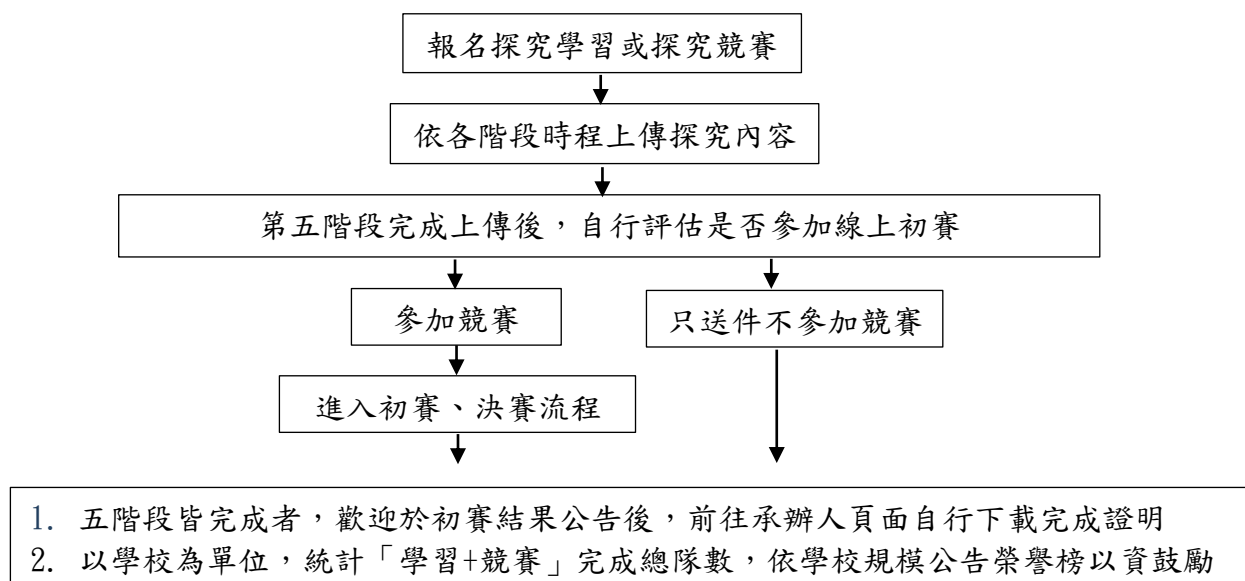 報名探究學習或探究競賽
依各階段時程上傳探究內容
第五階段完成上傳後，自行評估是否參加線上初賽
參加競賽
只送件不參加競賽
進入初賽、決賽流程
1. 五階段皆完成者，歡迎於初賽結果公告後，前往承辦人頁面自行下載完成證明
2. 以學校為單位，統計「學習+競賽」完成總隊數，依學校規模公告榮譽榜以資鼓勵